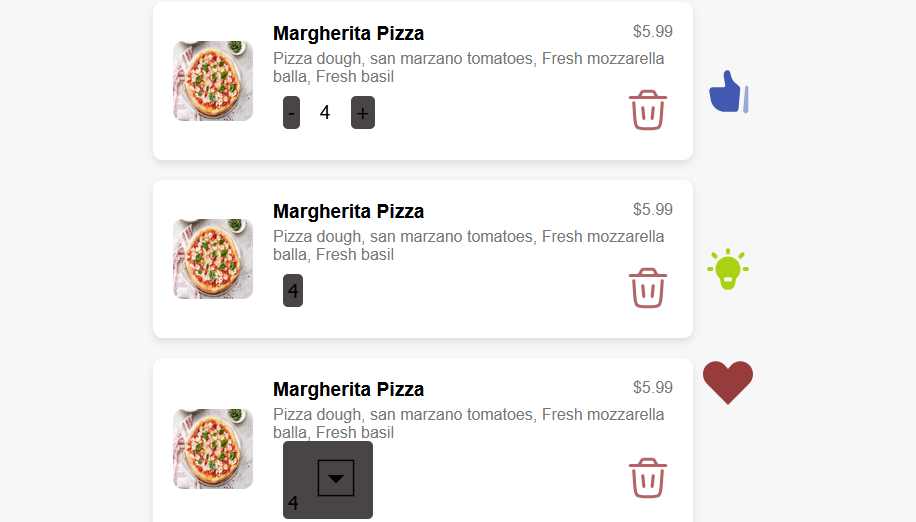 Margherita Pizza
$5.99
Pizza dough, san marzano tomatoes, Fresh mozzarella
balla, Fresh basil
- 4 +
Margherita Pizza
$5.99
Pizza dough, san marzano tomatoes, Fresh mozzarella
balla, Fresh basil
4
Margherita Pizza
$5.99
Pizza dough, san marzano tomatoes, Fresh mozzarella
balla, Fresh basil
4